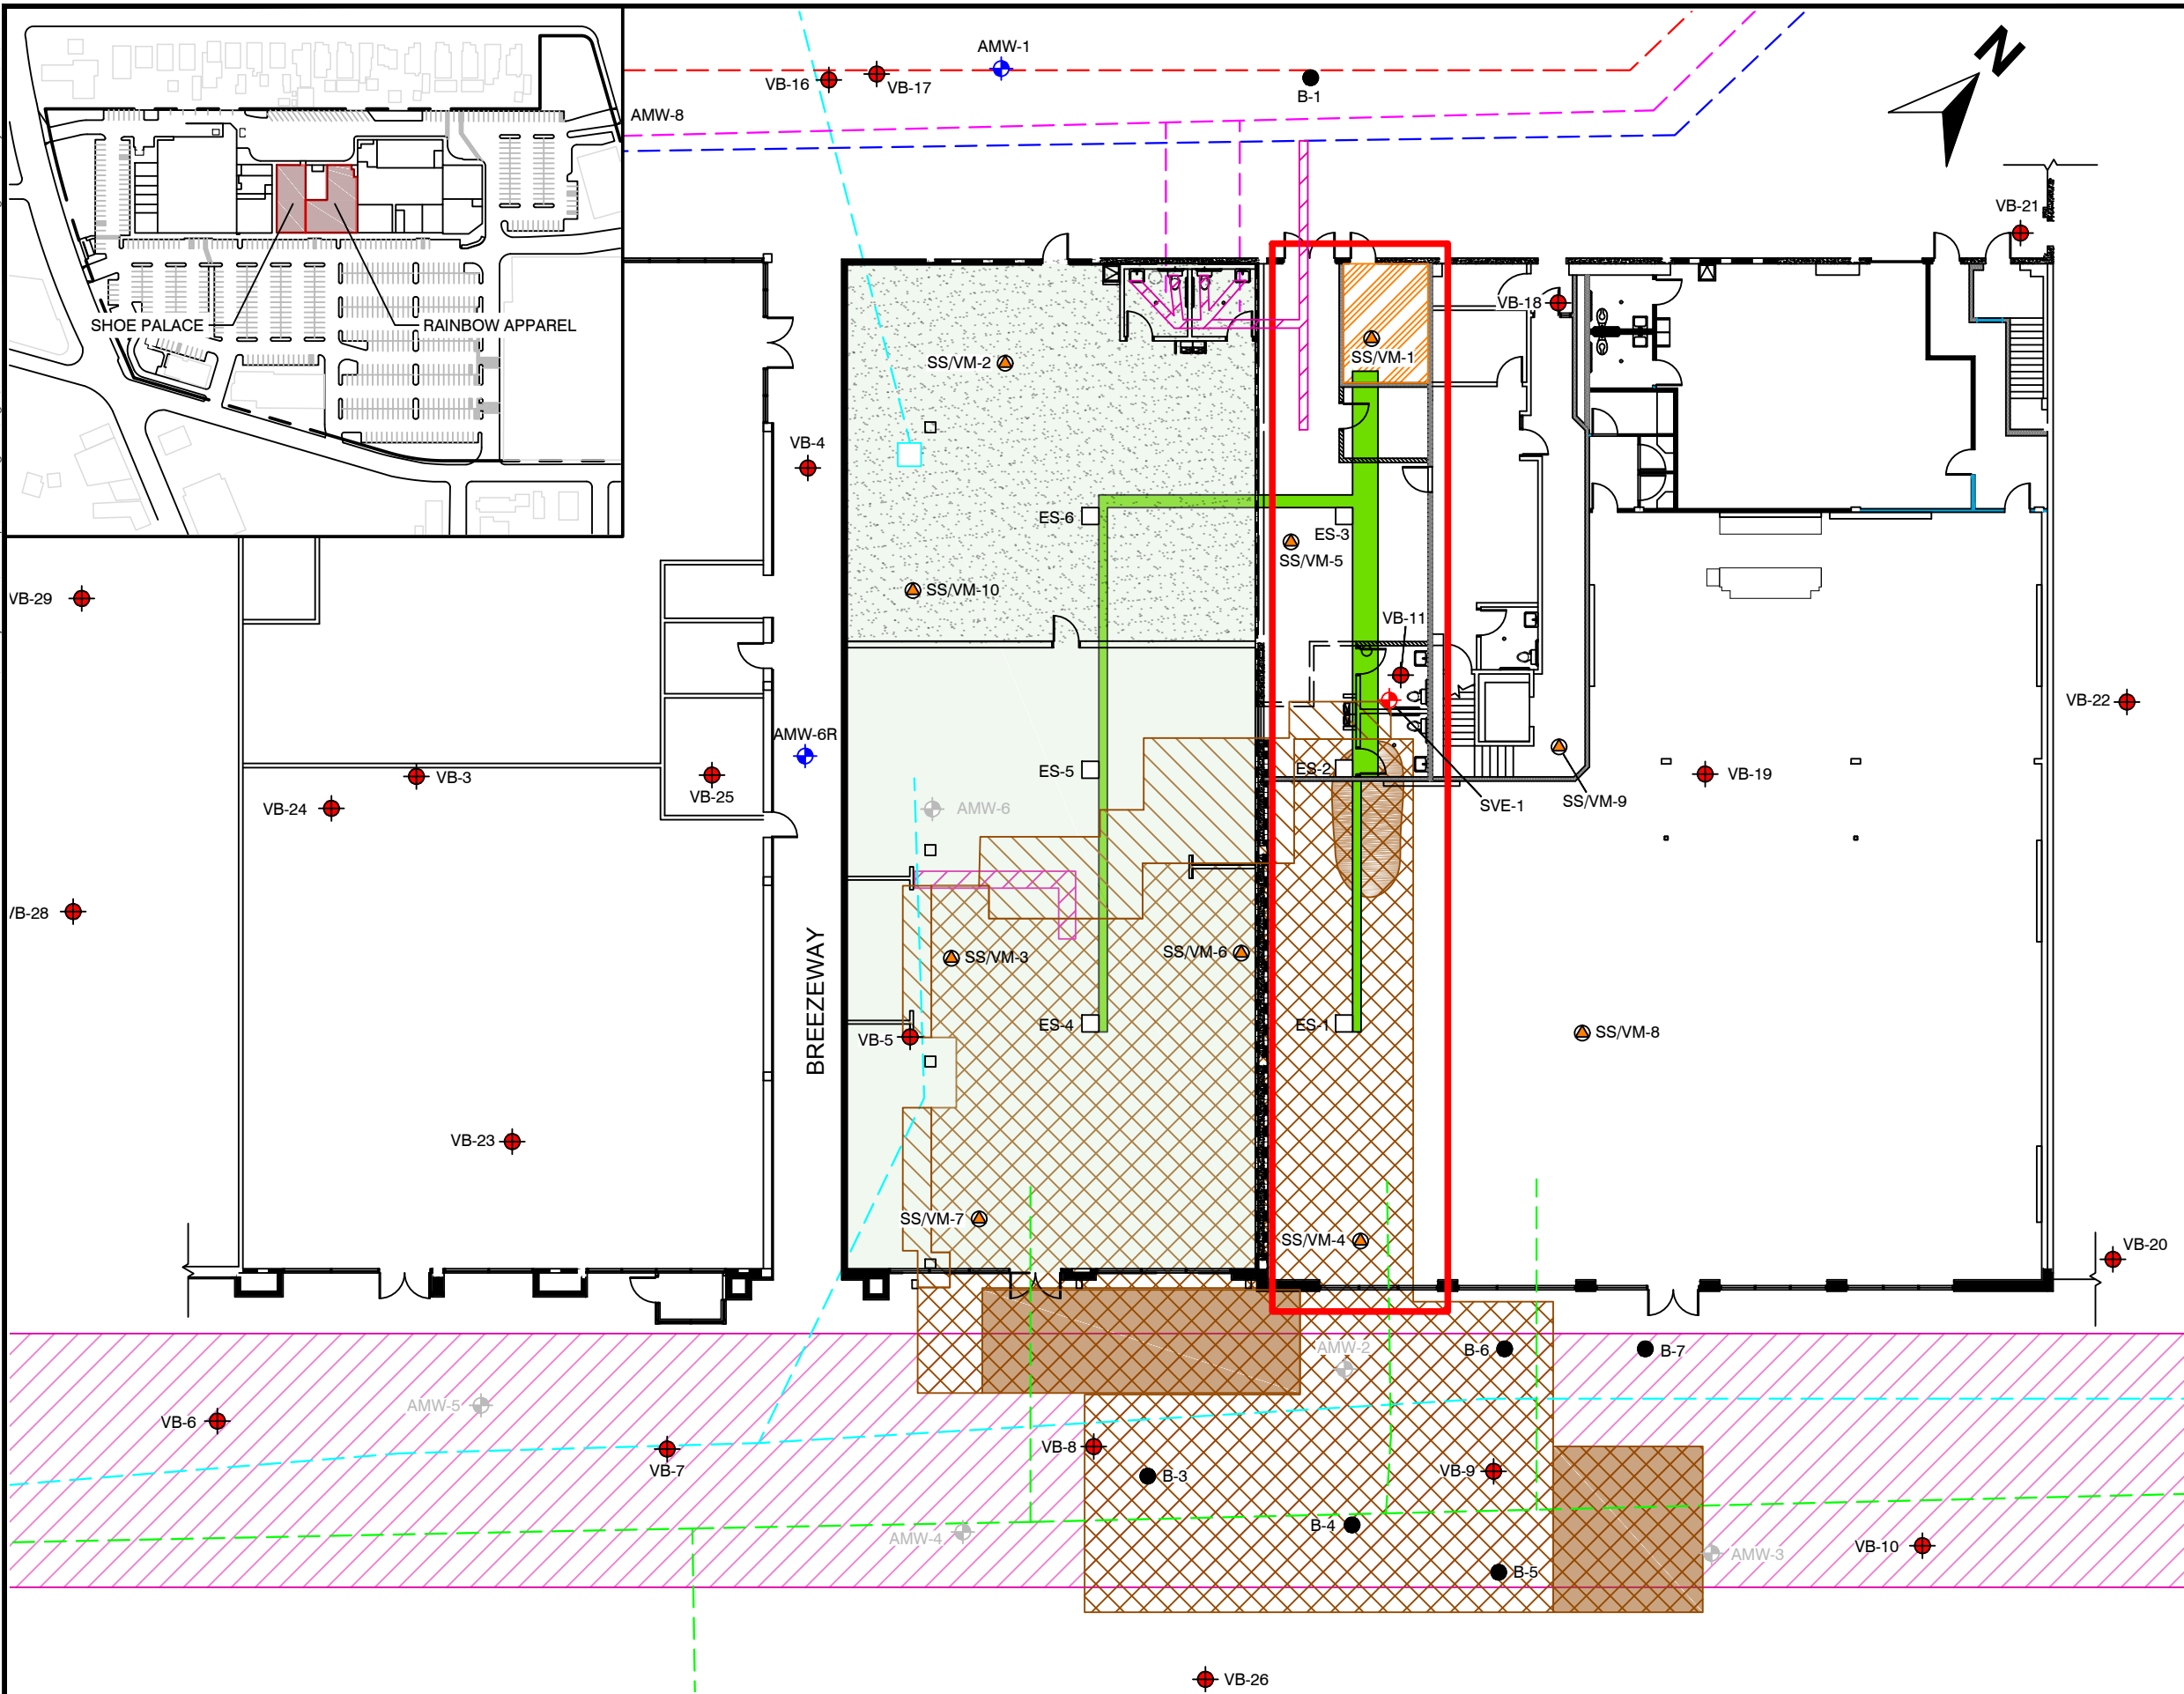 N
AMW-1
VB-16
VB-17
B-1
AMW-8
VB-21
SHOE PALACE
RAINBOW APPAREL
VB-18
SS/VM-1
SS/VM-2
VB-4
ES-6
ES-3
SS/VM-5
SS/VM-10
VB-29
VB-11
VB-22
AMW-6R
ES-5
ES-2
VB-3
VB-25
VB-24
AMW-6
SVE-1
SS/VM-9
VB-19
VB-28
BREEZEWAY
SS/VM-3
SS/VM-6
ES-4
ES-1
VB-5
SS/VM-8
VB-23
SS/VM-7
SS/VM-4
VB-20
AMW-2
B-6
B-7
AMW-5
VB-6
VB-7
VB-8
B-3
VB-9
B-4
AMW-4
VB-10
AMW-3
B-5
VB-26